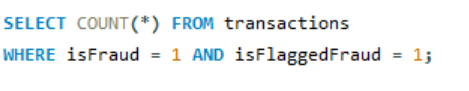 SELECT COUNT(*) FROM transactions
WHERE isFraud = 1 AND isFlaggedFraud = 1;